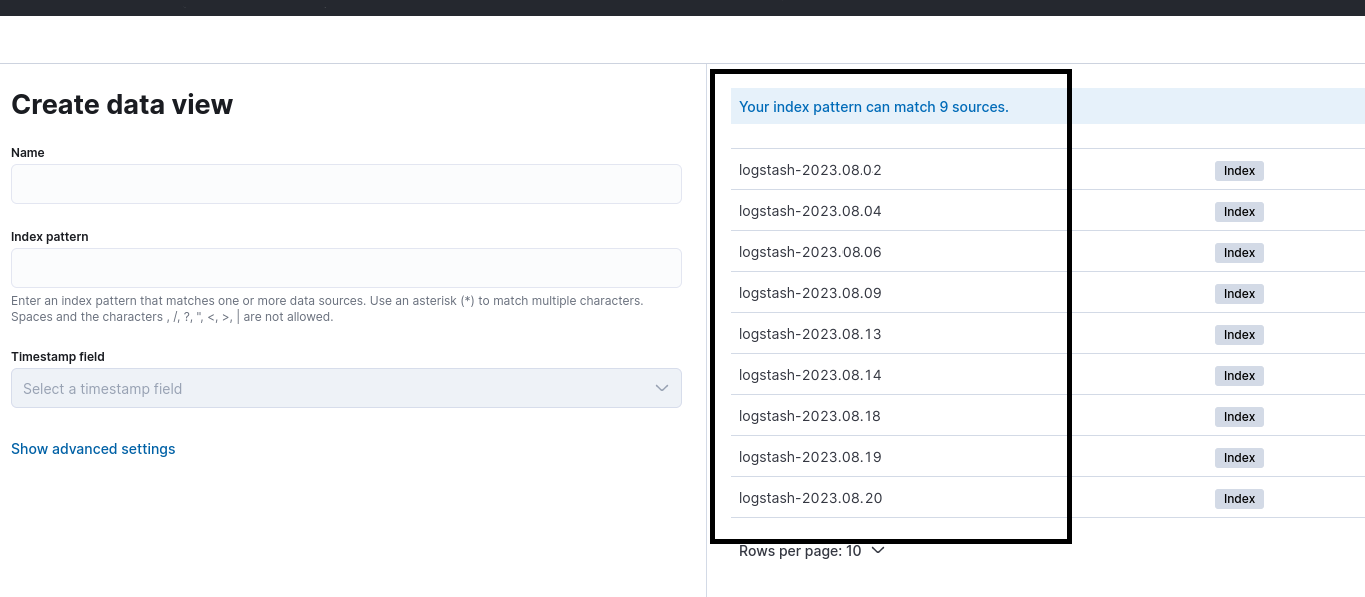 Create data view
Name
Index pattern
Enter an index pattern that matches one or more data sources. Use an asterisk (*) to match multiple characters.
Spaces and the characters , /, ?, ", <, >, | are not allowed.
Timestamp field
Select a timestamp field
Show advanced settings
Your index pattern can match 9 sources.
logstash-2023.08.02 Index
logstash-2023.08.04 Index
logstash-2023.08.06 Index
logstash-2023.08.09 Index
logstash-2023.08.13 Index
logstash-2023.08.14 Index
logstash-2023.08.18 Index
logstash-2023.08.19 Index
logstash-2023.08.20 Index
Rows per page: 10